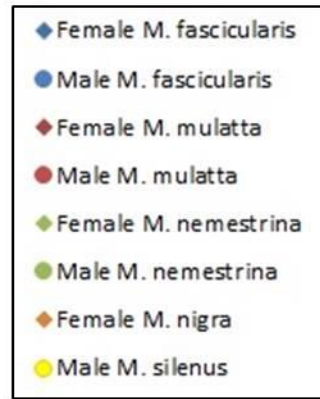 Female M. fascicularis
Male M. fascicularis
Female M. mulatta
Male M. mulatta
Female M. nemestrina
Male M. nemestrina
Female M. nigra
Male M. silenus